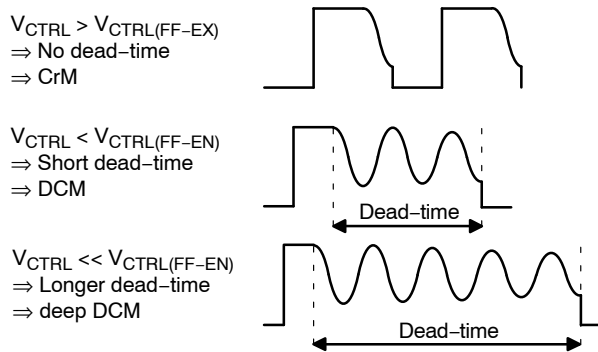 VCTRL > VCTRL(FF−EX)
⇒ No dead−time
⇒ CrM
VCTRL < VCTRL(FF−EN)
⇒ Short dead−time
⇒ DCM
Dead−time
VCTRL << VCTRL(FF−EN)
⇒ Longer dead−time
⇒ deep DCM
Dead−time